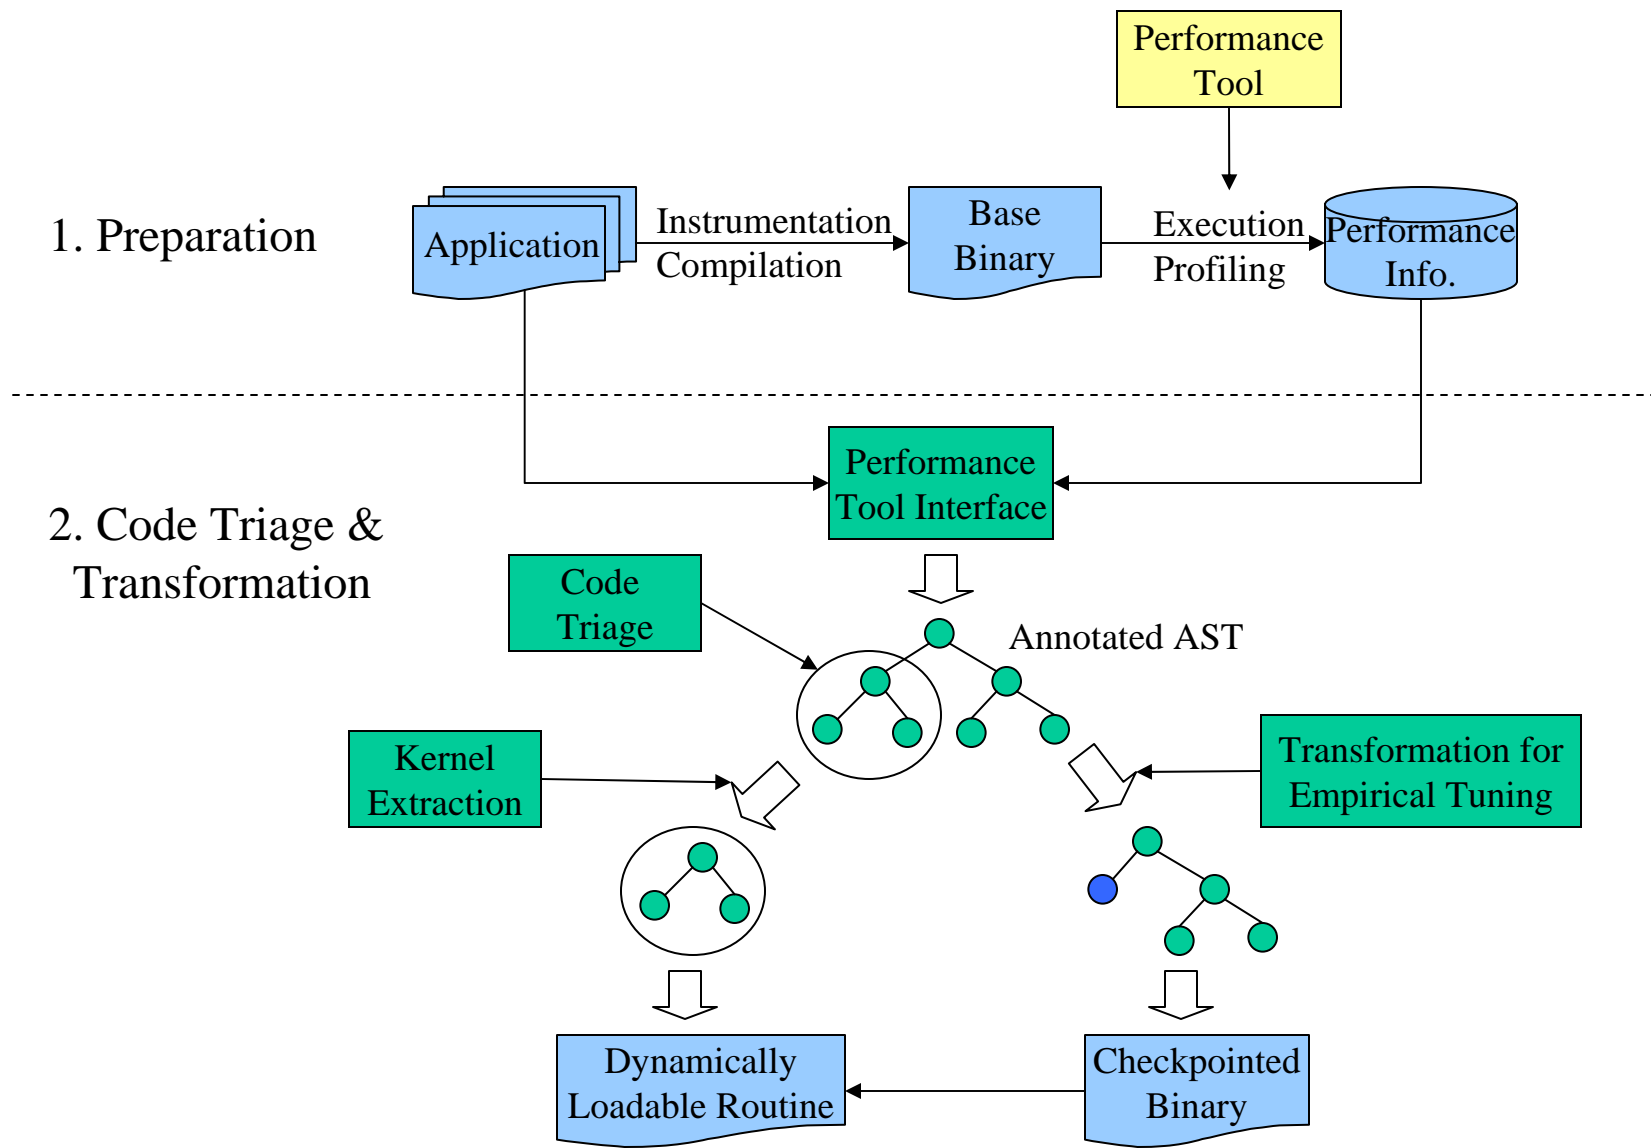 Performance
Tool
1. Preparation
Application
Instrumentation
Compilation
Base
Binary
Execution
Profiling
Performance
Info.
2. Code Triage &
Transformation
Performance
Tool Interface
Code
Triage
Annotated AST
Kernel
Extraction
Transformation for
Empirical Tuning
Dynamically
Loadable Routine
Checkpointed
Binary